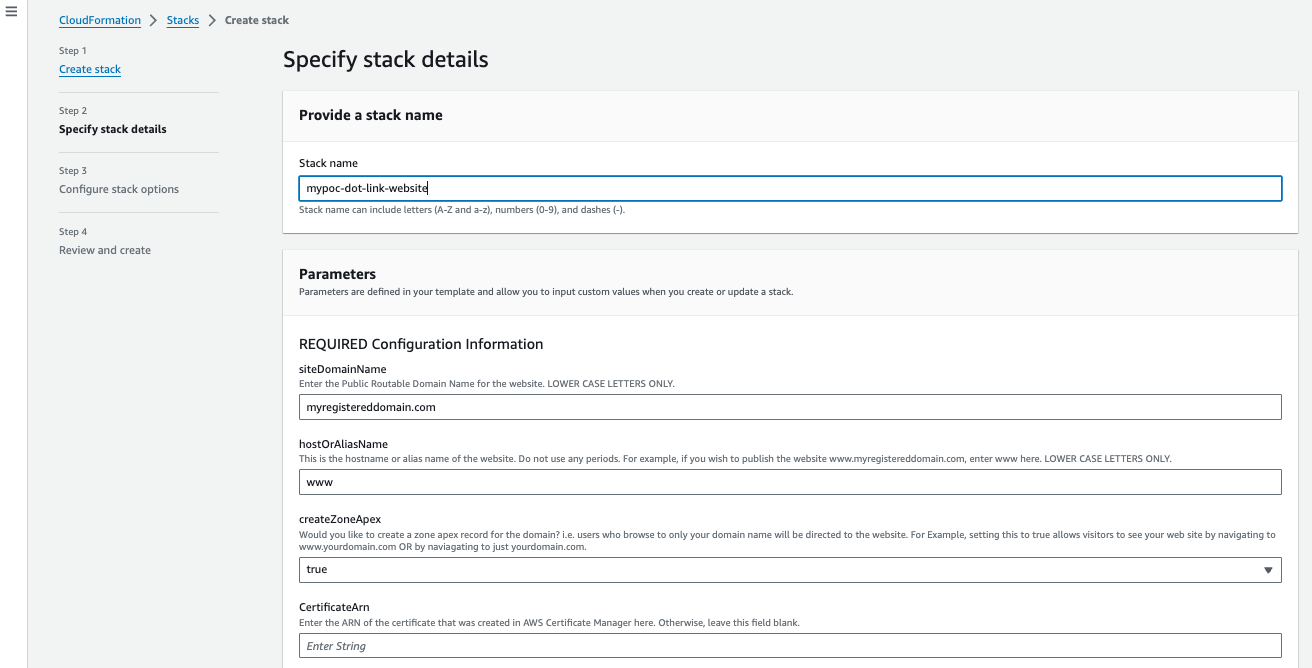 CloudFormation > Stacks > Create stack
Step 1
Create stack
Step 2
Specify stack details
Step 3
Configure stack options
Step 4
Review and create
Specify stack details
Provide a stack name
Stack name
mypoc-dot-link-website
Stack name can include letters (A-Z and a-z), numbers (0-9), and dashes (-).
Parameters
Parameters are defined in your template and allow you to input custom values when you create or update a stack.
REQUIRED Configuration Information
siteDomainName
Enter the Public Routable Domain Name for the website. LOWER CASE LETTERS ONLY.
myregistereddomain.com
hostOrAliasName
This is the hostname or alias name of the website. Do not use any periods. For example, if you wish to publish the website www.myregistereddomain.com, enter www here. LOWER CASE LETTERS ONLY.
www
createZoneApex
Would you like to create a zone apex record for the domain? i.e. users who browse to only your domain name will be directed to the website. For Example, setting this to true allows visitors to see your web site by navigating to
www.yourdomain.com OR by naviagating to just yourdomain.com.
true
CertificateArn
Enter the ARN of the certificate that was created in AWS Certificate Manager here. Otherwise, leave this field blank.
Enter String